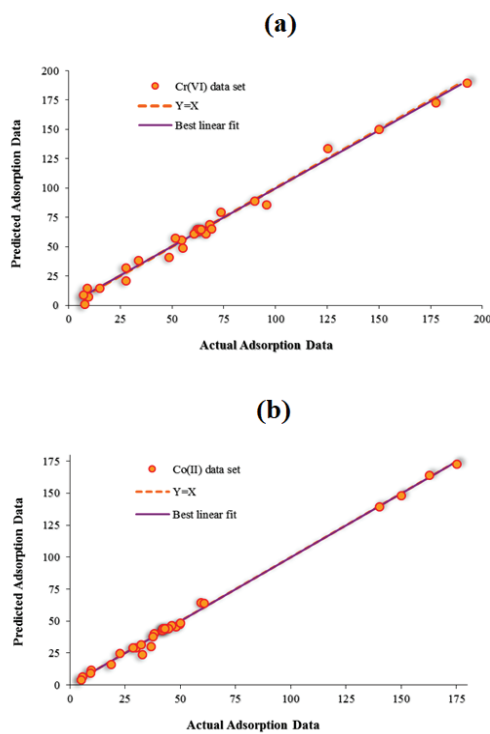 (a)
200
175
150
125
100
75
50
25
0
Cr(VI) data set
Y=X
Best linear fit
Predicted Adsorption Data
0 25 50 75 100 125 150 175 200
Actual Adsorption Data
(b)
175
150
125
100
75
50
25
0
Co(II) data set
Y=X
Best linear fit
Predicted Adsorption Data
0 25 50 75 100 125 150 175
Actual Adsorption Data